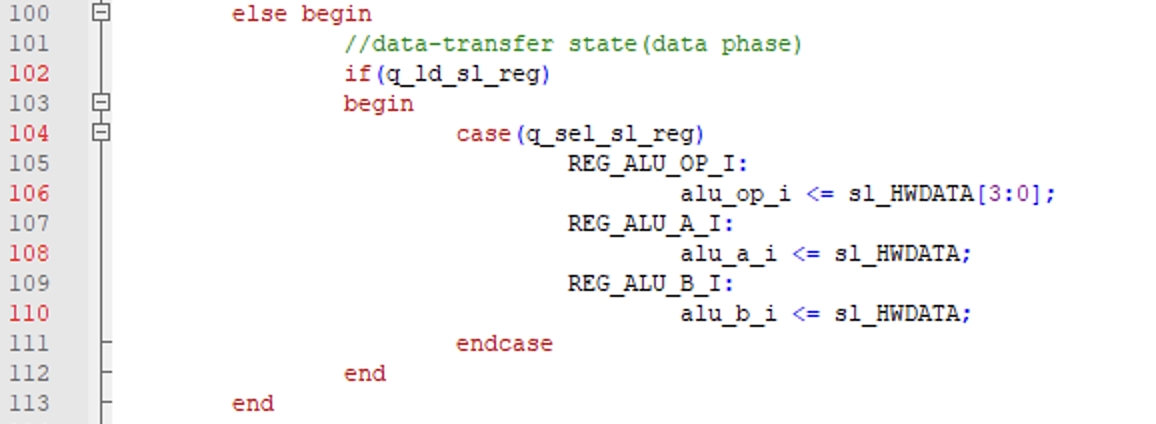 100 else begin
101 //data-transfer state(data phase)
102 if(q_ld_sl_reg)
103 begin
104 case(q_sel_sl_reg)
105 REG_ALU_OP_I:
106 alu_op_i <= sl_HWDATA[3:0];
107 REG_ALU_A_I:
108 alu_a_i <= sl_HWDATA;
109 REG_ALU_B_I:
110 alu_b_i <= sl_HWDATA;
111 endcase
112 end
113 end